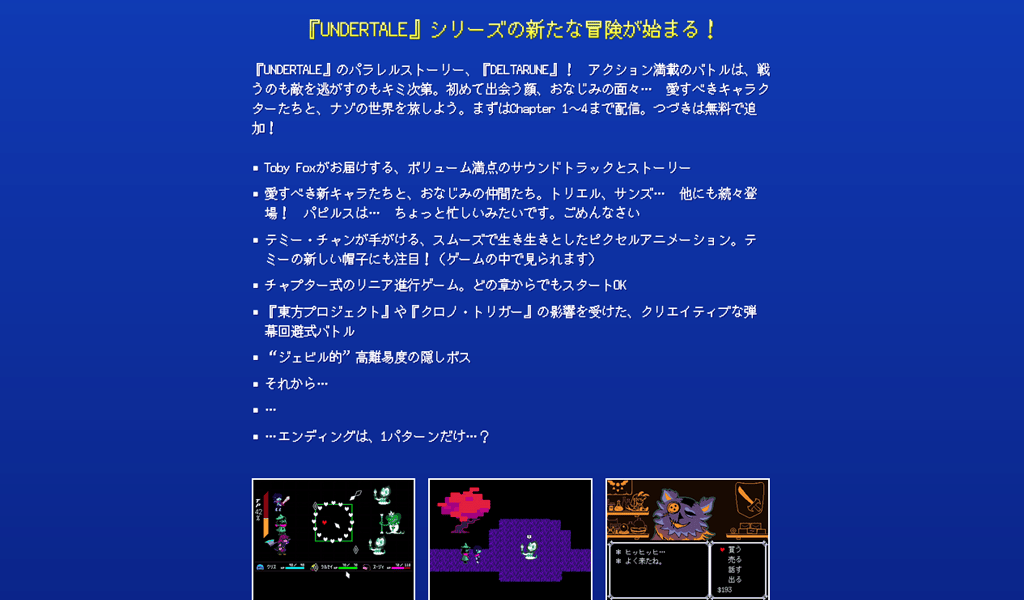 『UNDERTALE』シリーズの新たな冒険が始まる！
『UNDERTALE』のパラレルストーリー、『DELTARUNE』！　アクション満載のバトルは、戦
うのも敵を逃がすのもキミ次第。初めて出会う顔、おなじみの面々…　愛すべきキャラク
ターたちと、ナゾの世界を旅しよう。まずはChapter 1～4まで配信。つづきは無料で追
加！
▪ Toby Foxがお届けする、ボリューム満点のサウンドトラックとストーリー
▪ 愛すべき新キャラたちと、おなじみの仲間たち。トリエル、サンズ…　他にも続々登
場！　パピルスは…　ちょっと忙しいみたいです。ごめんなさい
▪ テミー・チャンが手がける、スムーズで生き生きとしたピクセルアニメーション。テ
ミーの新しい帽子にも注目！（ゲームの中で見られます）
▪ チャプター式のリニア進行ゲーム。どの章からでもスタートOK
▪ 『東方プロジェクト』や『クロノ・トリガー』の影響を受けた、クリエイティブな弾
幕回避式バトル
▪ “ジェビル的”高難易度の隠しボス
▪ それから…
▪ …
▪ …エンディングは、1パターンだけ…？
クリス
ラルセイ
スージィ
* ヒッヒッヒ…
* よく来たね。
買う
売る
話す
出る
$193